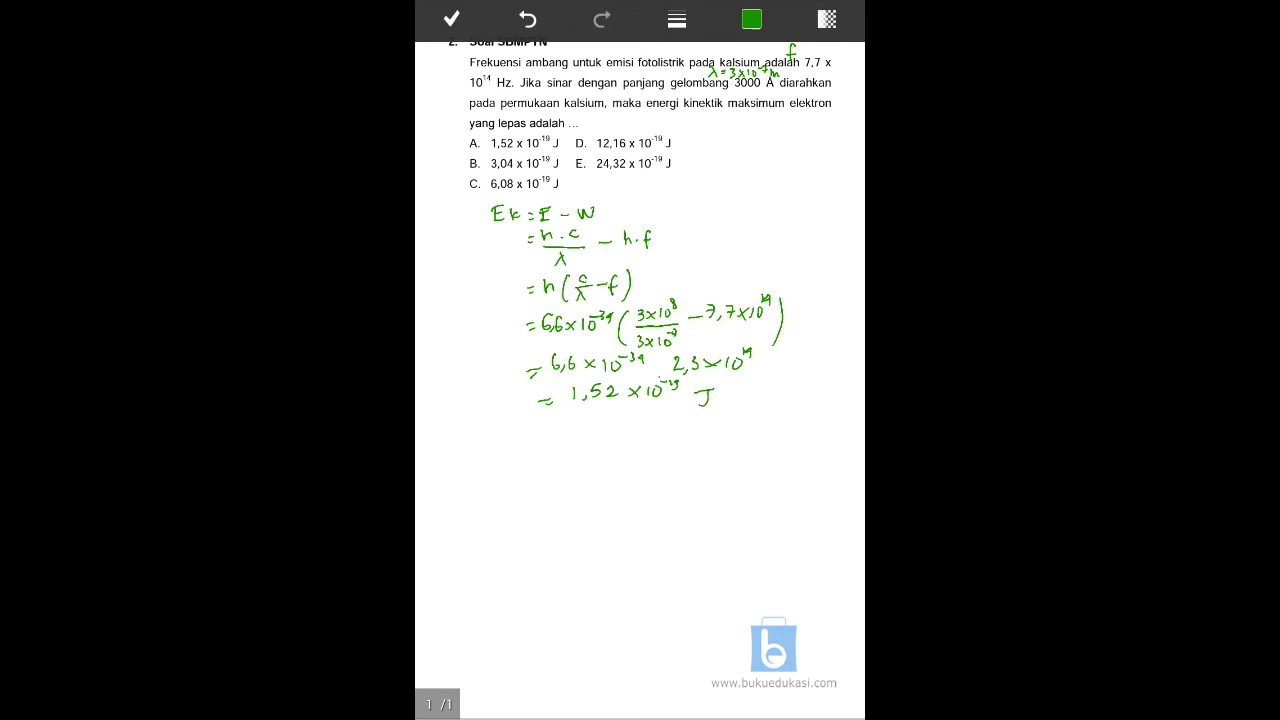 2. Soal SBMPTN
f
Frekuensi ambang untuk emisi fotolistrik pada kalsium adalah 7,7 x
λ = 3x10⁻⁷ m
10¹⁴ Hz. Jika sinar dengan panjang gelombang 3000 A diarahkan
pada permukaan kalsium, maka energi kinektik maksimum elektron
yang lepas adalah …
A. 1,52 x 10⁻¹⁹ J D. 12,16 x 10⁻¹⁹ J
B. 3,04 x 10⁻¹⁹ J E. 24,32 x 10⁻¹⁹ J
C. 6,08 x 10⁻¹⁹ J
Ek = E - W
= h . c / λ - h . f
= h (c/λ - f)
= 6,6 x 10⁻³⁴ (3x10⁸ / 3x10⁻⁷ - 7,7x10¹⁴)
= 6,6 x 10⁻³⁴ 2,3 x 10¹⁴
= 1,52 x 10⁻¹⁹ J
b
www.bukuedukasi.com
1 /1